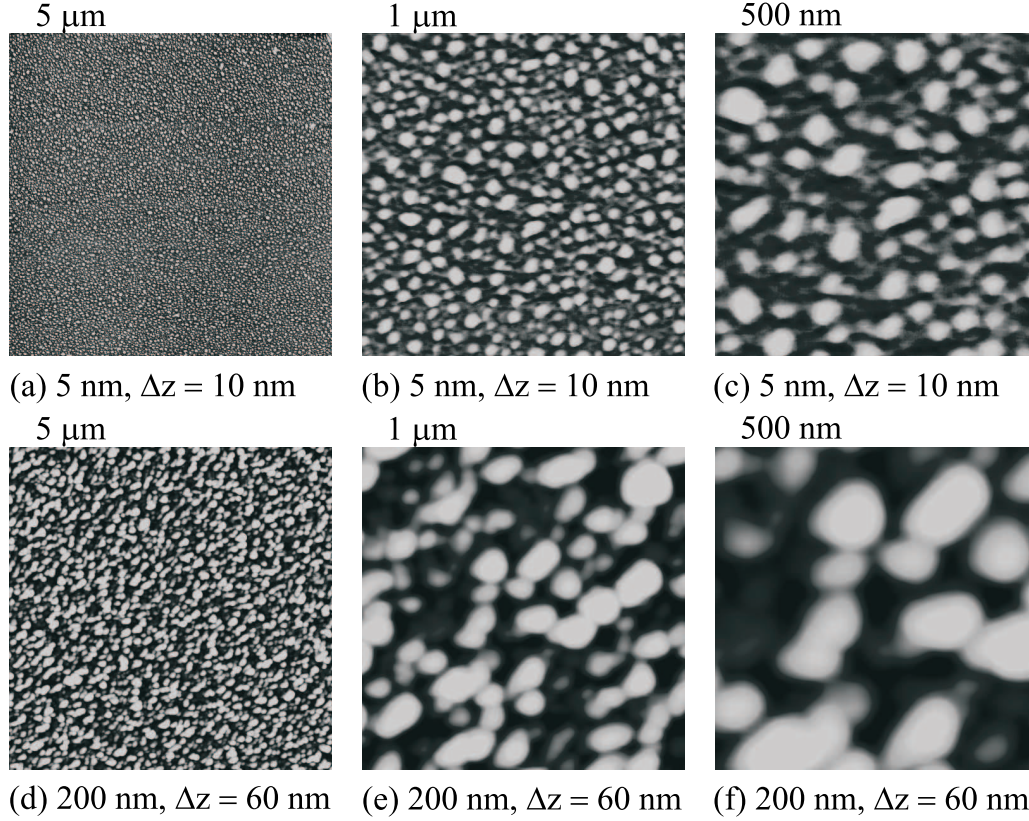 5 μm 1 μm 500 nm
(a) 5 nm, Δz = 10 nm (b) 5 nm, Δz = 10 nm (c) 5 nm, Δz = 10 nm
5 μm 1 μm 500 nm
(d) 200 nm, Δz = 60 nm (e) 200 nm, Δz = 60 nm (f) 200 nm, Δz = 60 nm